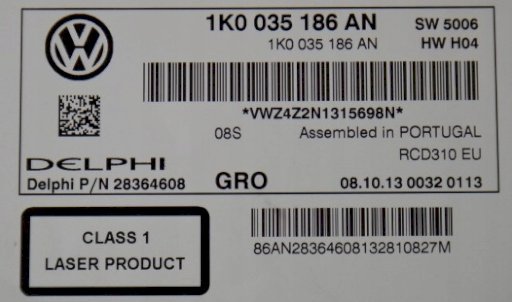 1K0 035 186 AN SW 5006
1K0 035 186 AN HW H04
*VWZ4Z2N1315698N*
08S Assembled in PORTUGAL
RCD310 EU
DELPHI
Delphi P/N 28364608 GRO 08.10.13 0032 0113
CLASS 1
LASER PRODUCT
86AN28364608132810827M